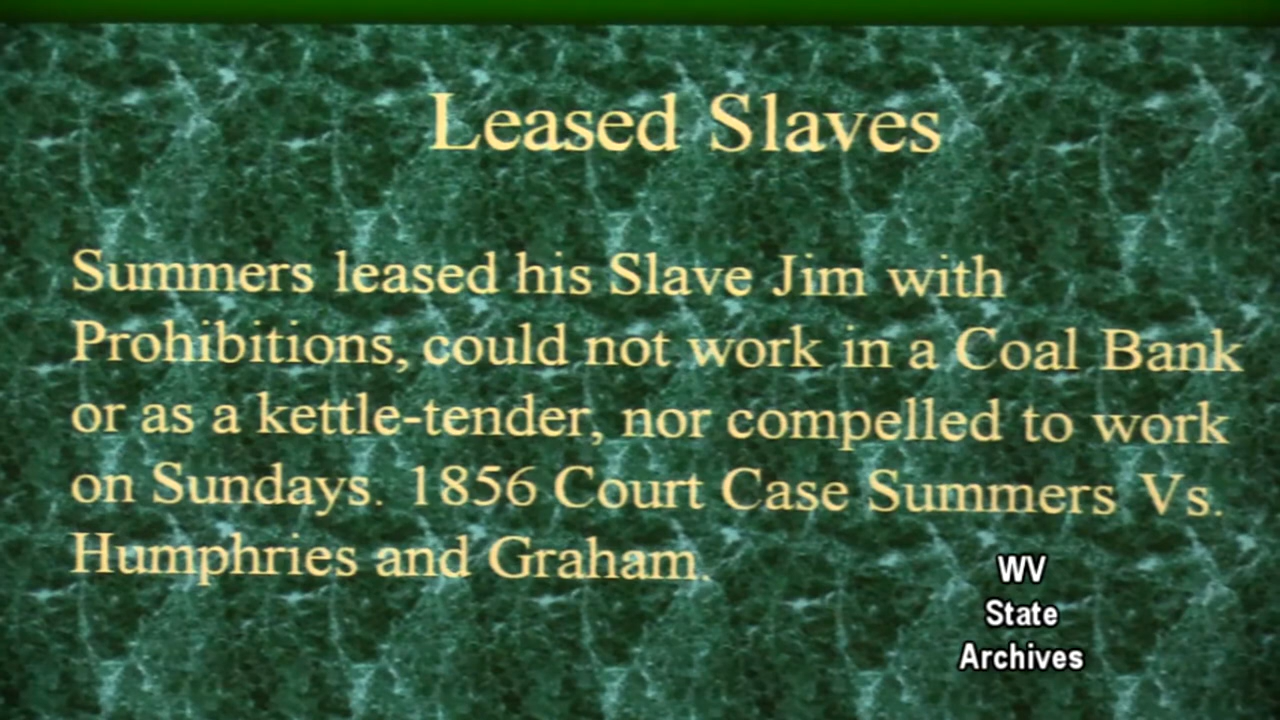 Leased Slaves
Summers leased his Slave Jim with
Prohibitions, could not work in a Coal Bank
or as a kettle-tender, nor compelled to work
on Sundays. 1856 Court Case Summers Vs.
Humphries and Graham.
WV
State
Archives